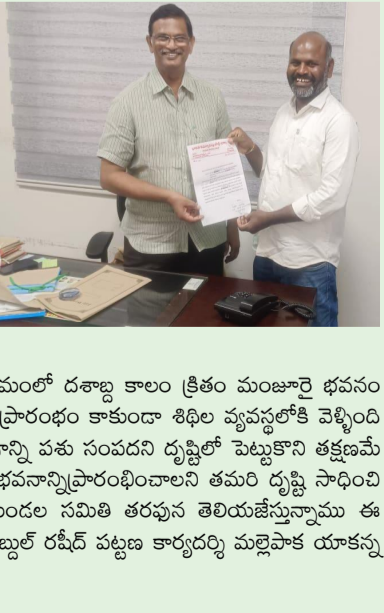 మంలో దశాబ్ద కాలం క్రితం మంజూరై భవనం
ప్రారంభం కాకుండా శిథిల వ్యవస్థలోకి వెళ్ళింది
న్ని పశు సంపదని దృష్టిలో పెట్టుకొని తక్షణమే
భవనాన్నిప్రారంభించాలని తమరి దృష్టి సాధించి
ండల సమితి తరఫున తెలియజేస్తున్నాము ఈ
బ్దుల్ రషీద్ పట్టణ కార్యదర్శి మల్లెపాక యాకన్న